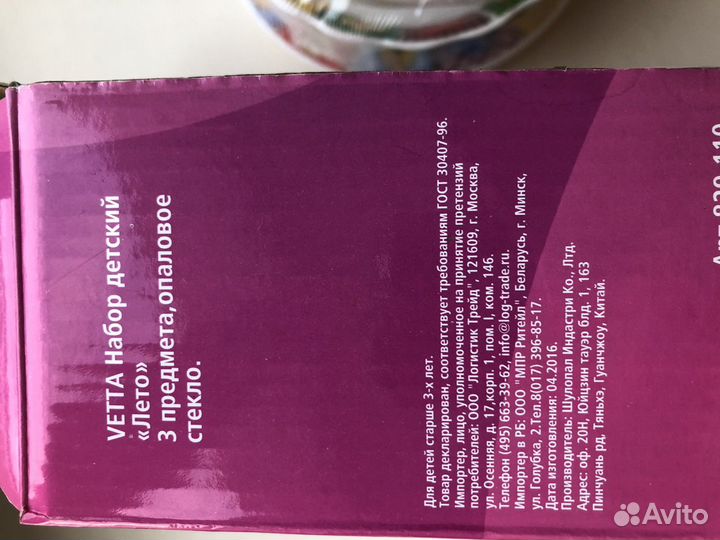 VETTA Набор детский
«Лето»
3 предмета,опаловое
стекло.
Для детей старше 3-х лет.
Товар декларирован, соответствует требованиям ГОСТ 30407-96.
Импортер, лицо, уполномоченное на принятие претензий
потребителей: ООО "Логистик Трейд", 121609, г. Москва,
ул. Осенняя, д. 17,корп. 1, пом. I, ком. 146.
Телефон (495) 663-39-62, info@log-trade.ru.
Импортер в РБ: ООО "МПР Ритейл", Беларусь, г. Минск,
ул. Голубка, 2.Тел.8(017) 396-85-17.
Дата изготовления: 04.2016.
Производитель: Шулопал Индастри Ко., Лтд.
Адрес: оф. 20H, Юйцзин тауэр блд. 1, 163
Пинчуань рд, Тяньхэ, Гуанчжоу, Китай.
Avito